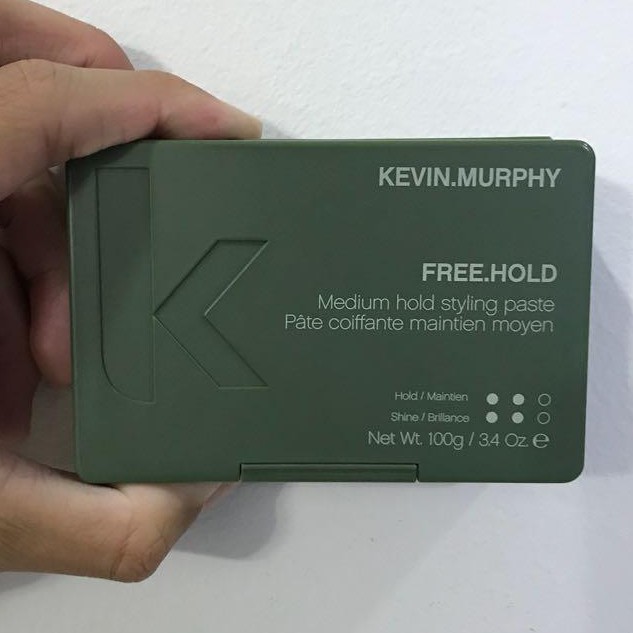 KEVIN.MURPHY
FREE.HOLD
Medium hold styling paste
Pâte coiffante maintien moyen
Hold / Maintien
Shine / Brillance
Net Wt. 100g / 3.4 Oz. ℮